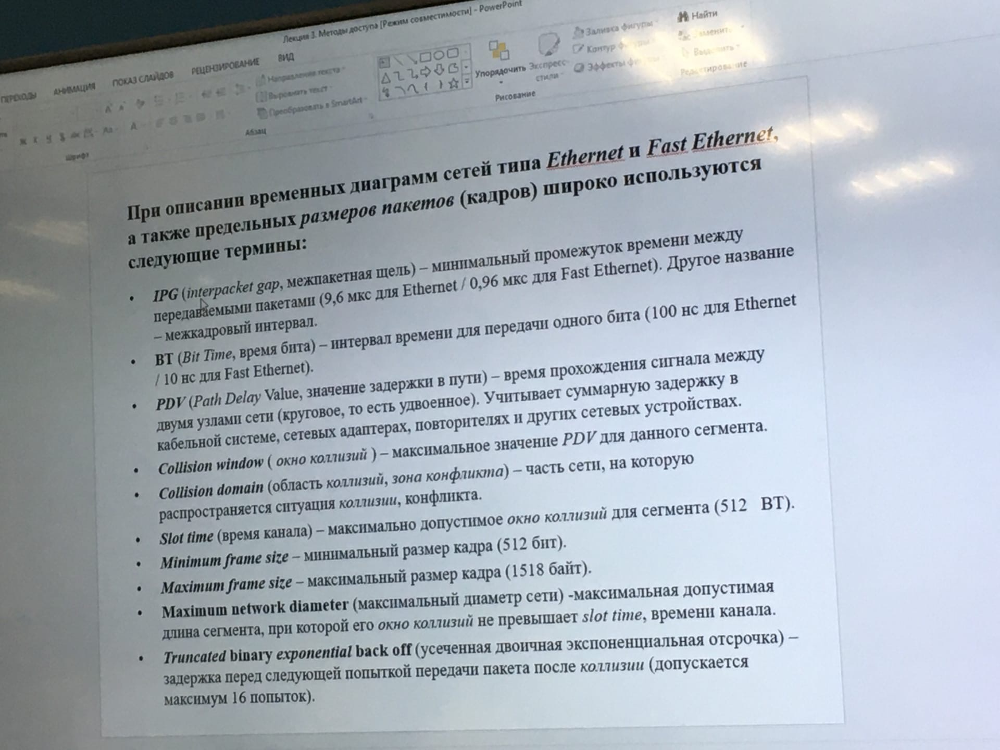 Лекция 3. Методы доступа [Режим совместимости] - PowerPoint
ПЕРЕХОДЫ АНИМАЦИЯ ПОКАЗ СЛАЙДОВ РЕЦЕНЗИРОВАНИЕ ВИД
Направление текста
Выровнять текст
Преобразовать в SmartArt
Абзац
Шрифт
Упорядочить
Экспресс-
стили
Заливка фигуры
Контур фигуры
Эффекты фигуры
Рисование
Найти
Заменить
Выделить
Редактирование
При описании временных диаграмм сетей типа Ethernet и Fast Ethernet,
а также предельных размеров пакетов (кадров) широко используются
следующие термины:
• IPG (interpacket gap, межпакетная щель) – минимальный промежуток времени между
передаваемыми пакетами (9,6 мкс для Ethernet / 0,96 мкс для Fast Ethernet). Другое название
– межкадровый интервал.
• BT (Bit Time, время бита) – интервал времени для передачи одного бита (100 нс для Ethernet
/ 10 нс для Fast Ethernet).
• PDV (Path Delay Value, значение задержки в пути) – время прохождения сигнала между
двумя узлами сети (круговое, то есть удвоенное). Учитывает суммарную задержку в
кабельной системе, сетевых адаптерах, повторителях и других сетевых устройствах.
• Collision window ( окно коллизий ) – максимальное значение PDV для данного сегмента.
• Collision domain (область коллизий, зона конфликта) – часть сети, на которую
распространяется ситуация коллизии, конфликта.
• Slot time (время канала) – максимально допустимое окно коллизий для сегмента (512 BT).
• Minimum frame size – минимальный размер кадра (512 бит).
• Maximum frame size – максимальный размер кадра (1518 байт).
• Maximum network diameter (максимальный диаметр сети) -максимальная допустимая
длина сегмента, при которой его окно коллизий не превышает slot time, времени канала.
• Truncated binary exponential back off (усеченная двоичная экспоненциальная отсрочка) –
задержка перед следующей попыткой передачи пакета после коллизии (допускается
максимум 16 попыток).